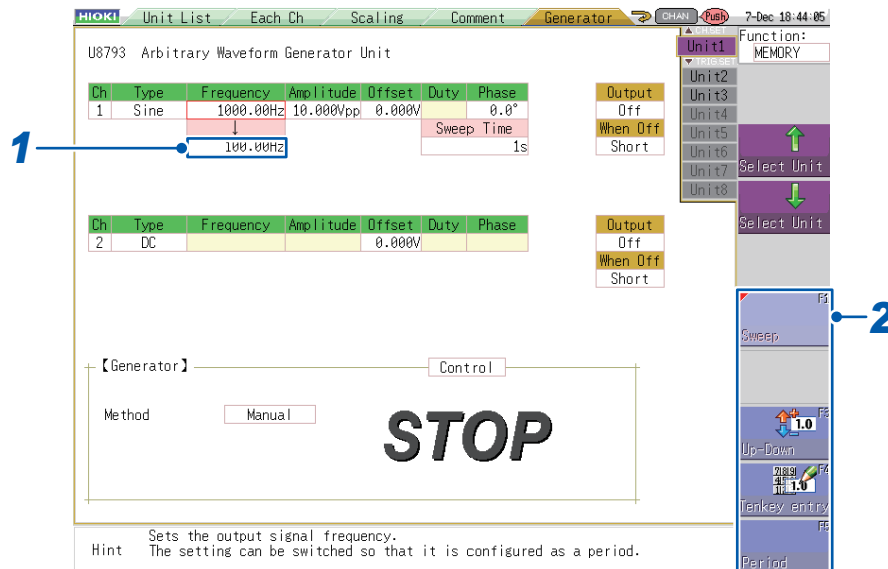 HIOKI Unit List Each Ch Scaling Comment Generator CHAN Push 7-Dec 18:44:05
U8793 Arbitrary Waveform Generator Unit
Ch Type Frequency Amplitude Offset Duty Phase
1 Sine 1000.00Hz 10.000Vpp 0.000V 0.0°
↓ Sweep Time
100.00Hz 1s
Output
Off
When Off
Short
1
Ch Type Frequency Amplitude Offset Duty Phase
2 DC 0.000V
Output
Off
When Off
Short
【Generator】 Control
Method Manual
STOP
Hint Sets the output signal frequency.
The setting can be switched so that it is configured as a period.
▲ CH SET
Unit1
▼ TRIG SET
Unit2
Unit3
Unit4
Unit5
Unit6
Unit7
Unit8
Function:
MEMORY
Select Unit
Select Unit
F1
Sweep
2
F3
1.0
Up-Down
F4
1.0
Tenkey entry
F5
Period